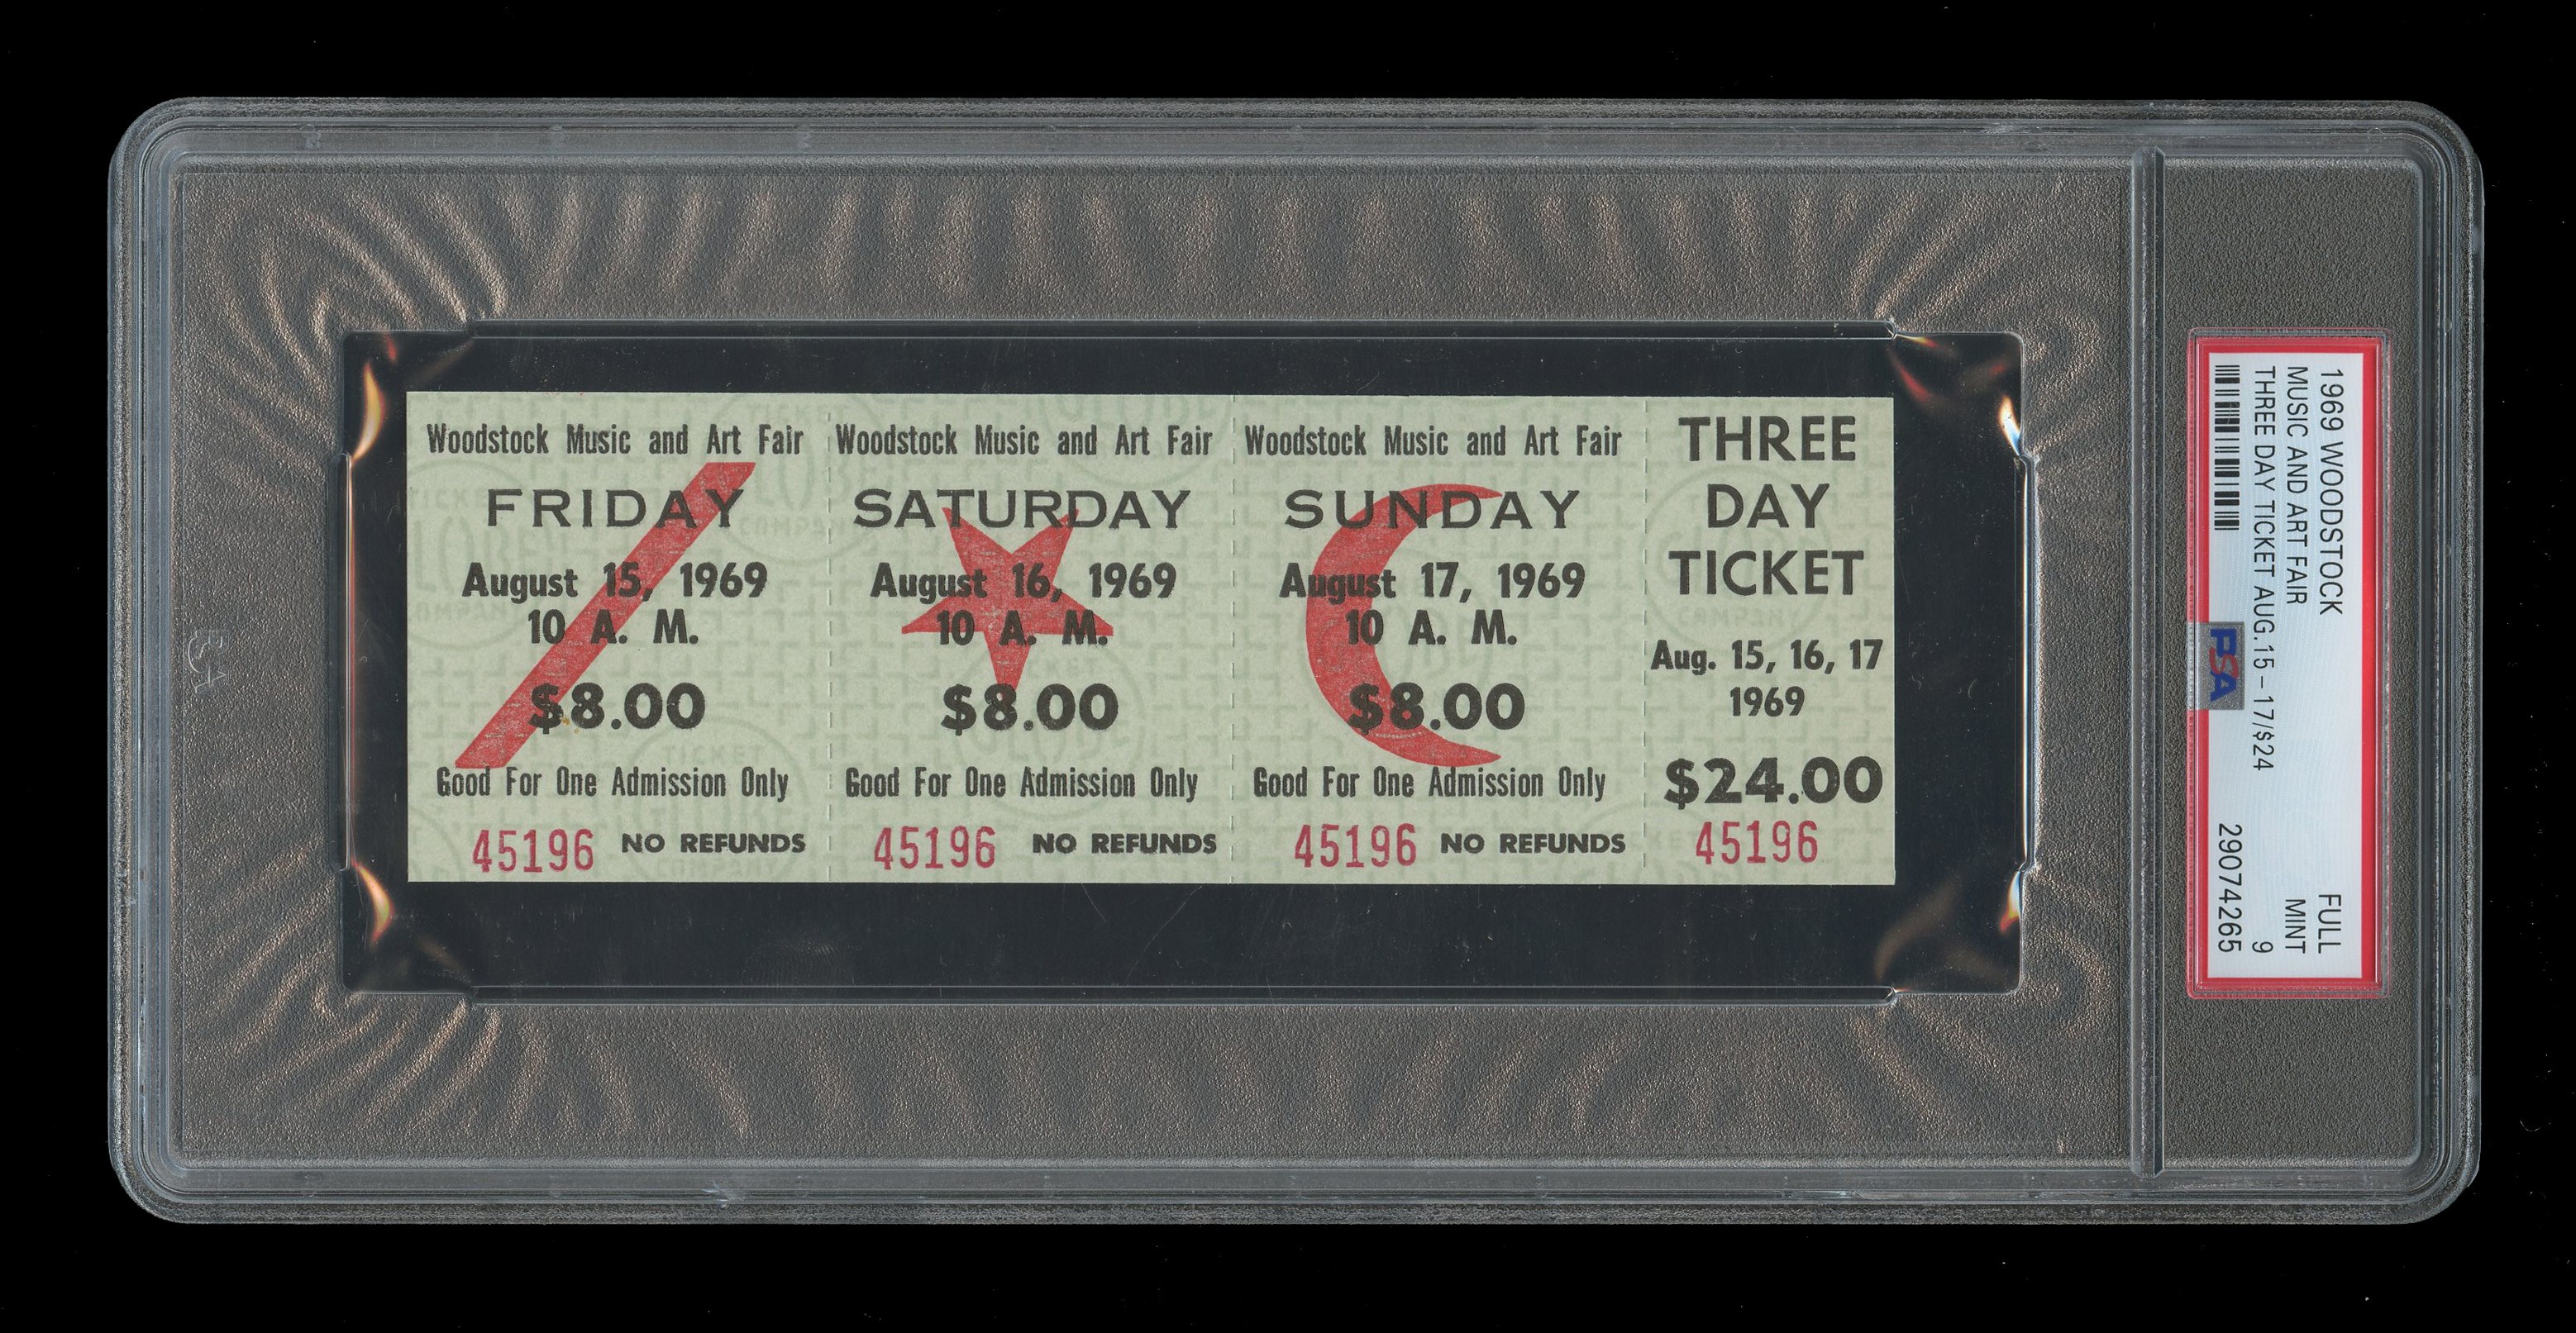 Woodstock Music and Art Fair
FRIDAY
August 15, 1969
10 A. M.
$8.00
Good For One Admission Only
45196 NO REFUNDS
Woodstock Music and Art Fair
SATURDAY
August 16, 1969
10 A. M.
$8.00
Good For One Admission Only
45196 NO REFUNDS
Woodstock Music and Art Fair
SUNDAY
August 17, 1969
10 A. M.
$8.00
Good For One Admission Only
45196 NO REFUNDS
THREE
DAY
TICKET
Aug. 15, 16, 17
1969
$24.00
45196
1969 WOODSTOCK FULL
MUSIC AND ART FAIR MINT
THREE DAY TICKET AUG.15-17/$24 9
PSA 29074265